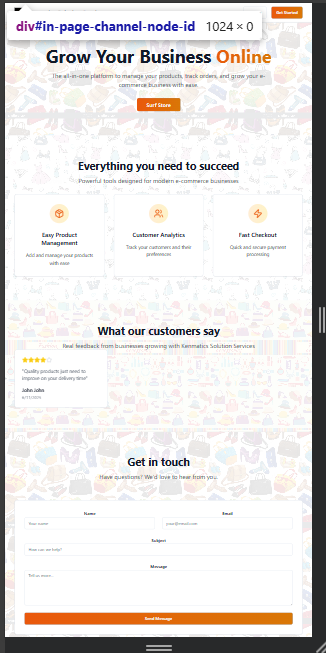 div#in-page-channel-node-id 1024 × 0
Get Started
Grow Your Business Online
The all-in-one platform to manage your products, track orders, and grow your e-
commerce business with ease.
Surf Store
Everything you need to succeed
Powerful tools designed for modern e-commerce businesses
Easy Product
Management
Add and manage your products
with ease
Customer Analytics
Track your customers and their
preferences
Fast Checkout
Quick and secure payment
processing
What our customers say
Real feedback from businesses growing with Kenmatics Solution Services
"Quality products just need to
improve on your delivery time"
John John
Get in touch
Have questions? We'd love to hear from you.
Name
Email
Your name
your@email.com
Subject
How can we help?
Message
Tell us more...
Send Message